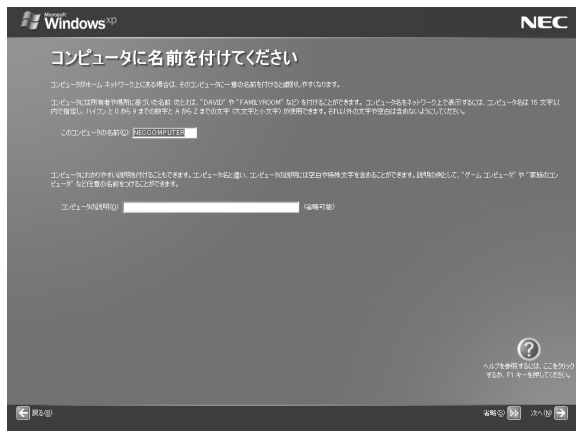 Microsoft
Windows xp
NEC
コンピュータに名前を付けてください
コンピュータがホーム ネットワーク上にある場合は、そのコンピュータに一意の名前を付けると識別しやすくなります。
コンピュータには所有者や場所に基づいた名前 (たとえば、"DAVID" や "FAMILYROOM" など) を付けることができます。コンピュータ名をネットワーク上で表示するには、コンピュータ名は 15 文字以
内で指定し、ハイフンと 0 から 9 までの数字と A から Z までの文字 (大文字と小文字) が使用できます。それ以外の文字や空白は含めないようにしてください。
このコンピュータの名前(C) NECCOMPUTER
コンピュータにわかりやすい説明を付けることもできます。コンピュータ名と違い、コンピュータの説明には空白や特殊文字を含めることができます。説明の例として、"ゲーム コンピュータ" や "家族のコン
ピュータ" など任意の名前をつけることができます。
コンピュータの説明(O) (省略可能)
ヘルプを参照するには、ここをクリック
するか、F1 キーを押してください。
戻る(B)
省略(S)
次へ(N)